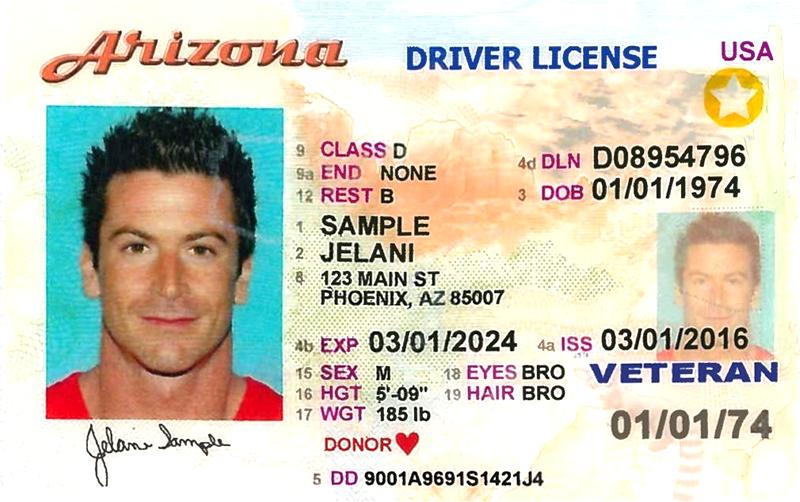 Arizona DRIVER LICENSE USA
9 CLASS D
9a END NONE
12 REST B
4d DLN D08954796
3 DOB 01/01/1974
1 SAMPLE
2 JELANI
8 123 MAIN ST
PHOENIX, AZ 85007
4b EXP 03/01/2024 4a ISS 03/01/2016
15 SEX M 18 EYES BRO
16 HGT 5'-09" 19 HAIR BRO
17 WGT 185 lb
VETERAN
01/01/74
DONOR
5 DD 9001A9691S1421J4
Jelani Sample